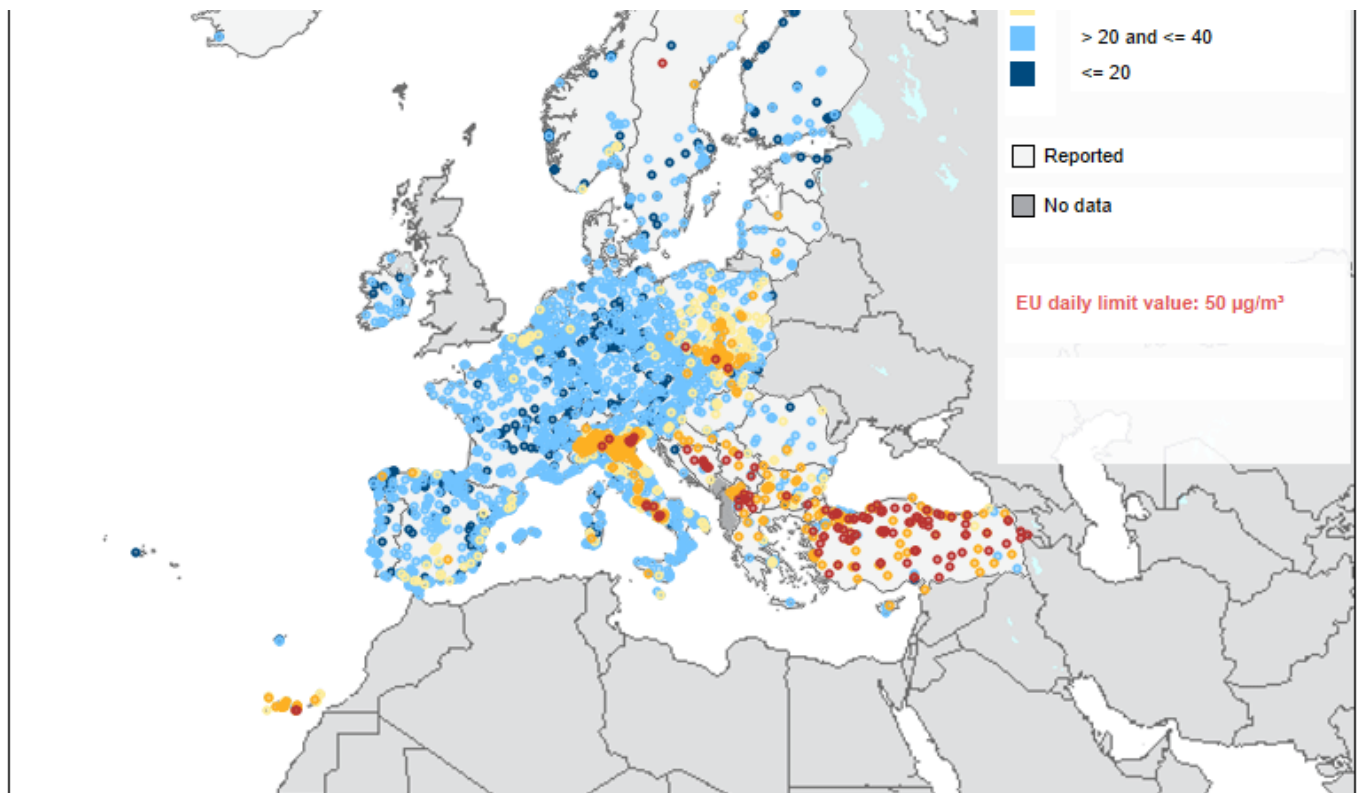 > 20 and <= 40
<= 20
Reported
No data
EU daily limit value: 50 µg/m³